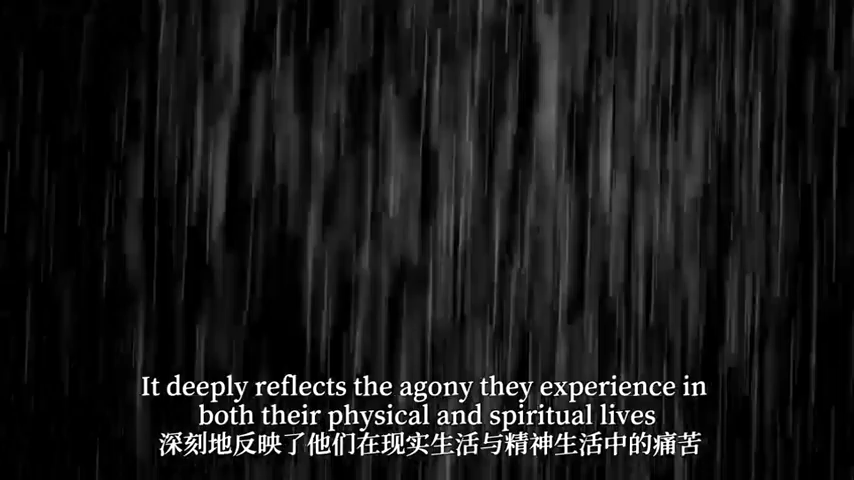 It deeply reflects the agony they experience in
both their physical and spiritual lives
深刻地反映了他们在现实生活与精神生活中的痛苦